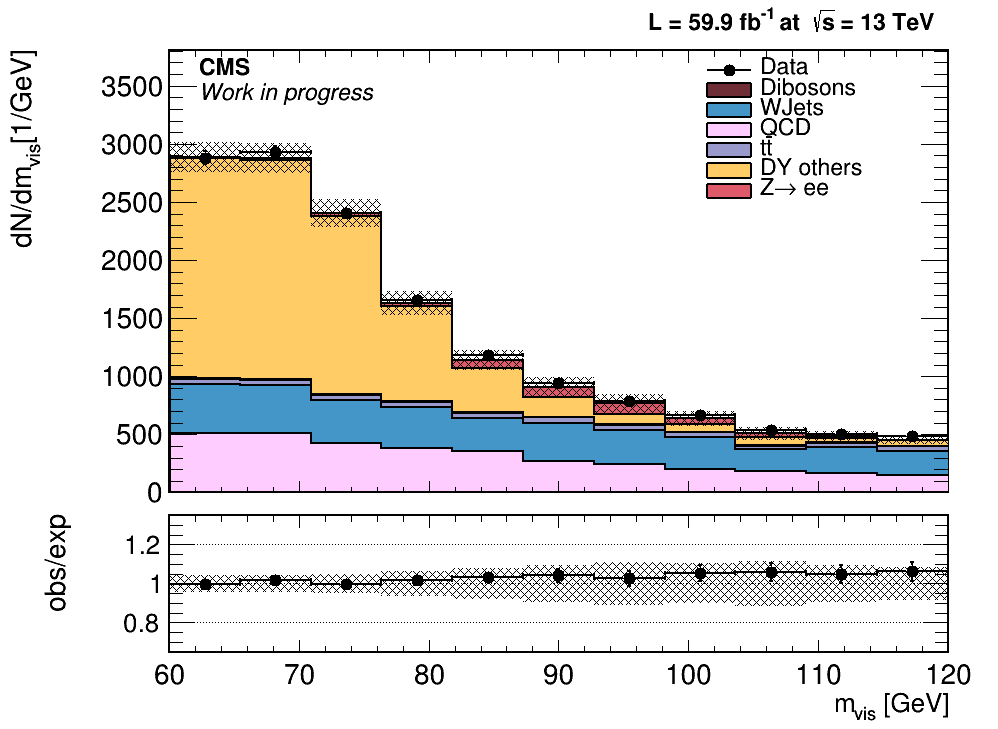 L = 59.9 fb⁻¹ at √s = 13 TeV
dN/dm_vis[1/GeV]
CMS
Work in progress
Data
Dibosons
WJets
QCD
tt̄
DY others
Z→ ee
3500
3000
2500
2000
1500
1000
500
0
obs/exp
1.2
1
0.8
60 70 80 90 100 110 120
m_vis [GeV]